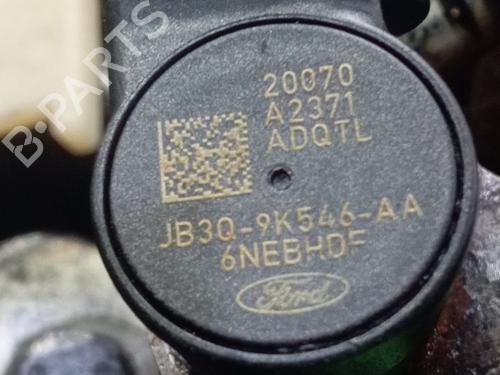 20070
A2371
ADQTL
JB3Q-9K546-AA
6NEBHDF
Ford
B-Parts